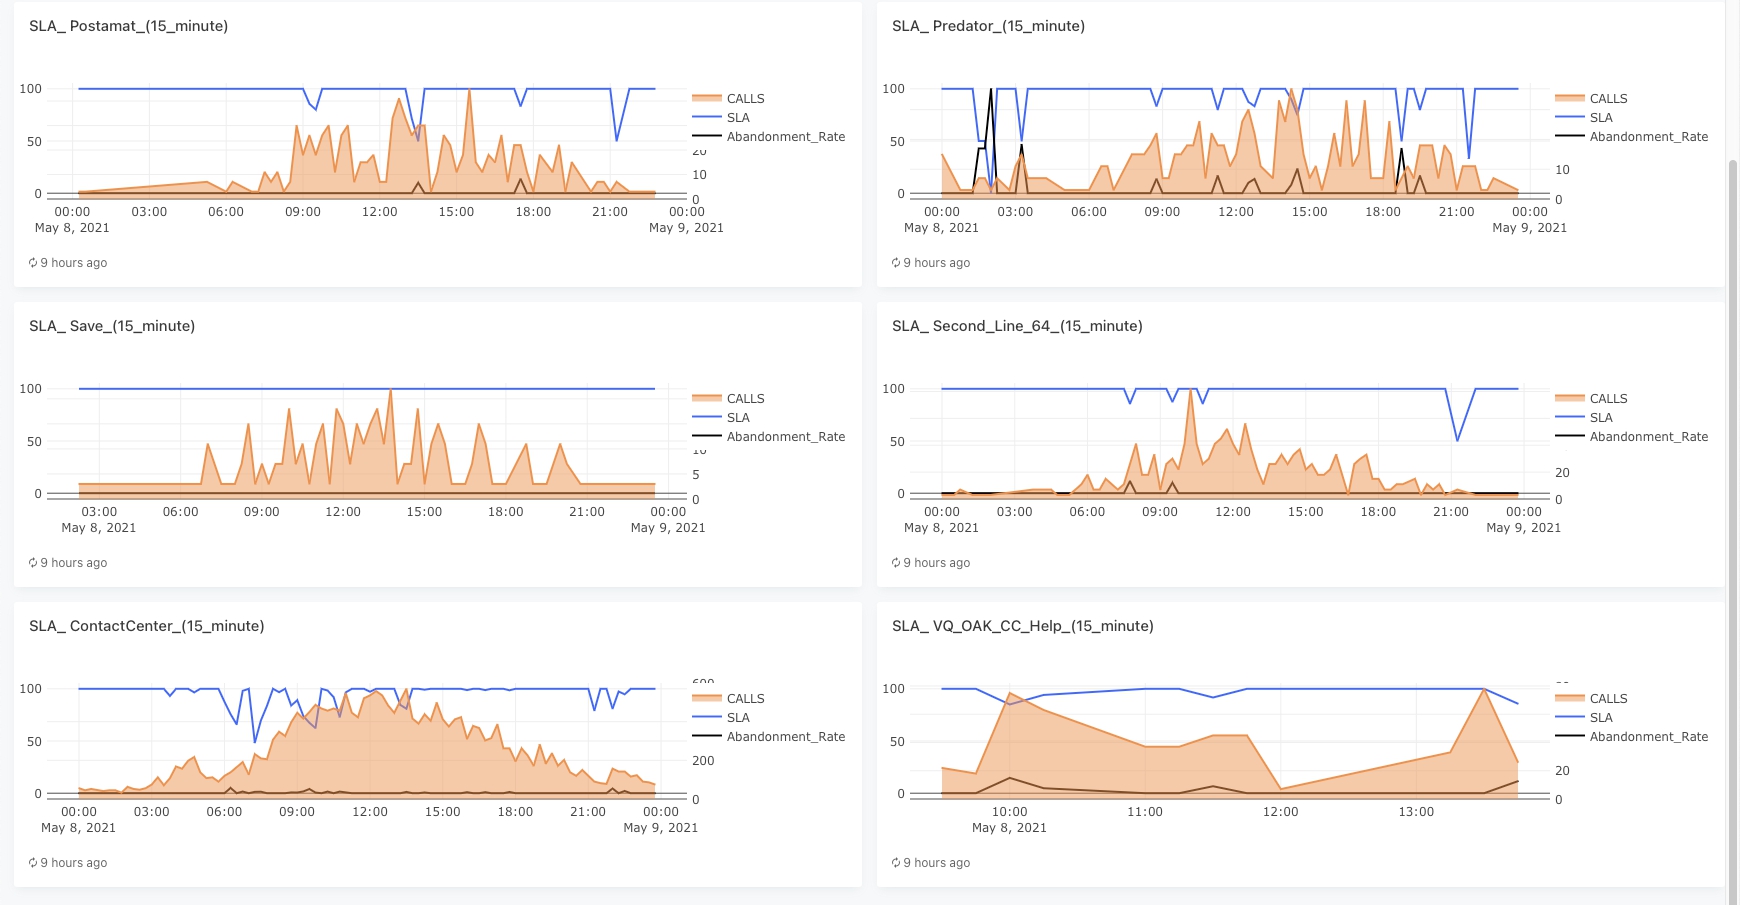 SLA_ Postamat_(15_minute)
100
50
0
20
10
0
CALLS
SLA
Abandonment_Rate
00:00 03:00 06:00 09:00 12:00 15:00 18:00 21:00 00:00
May 8, 2021 May 9, 2021
9 hours ago
SLA_ Predator_(15_minute)
100
50
0
10
0
CALLS
SLA
Abandonment_Rate
00:00 03:00 06:00 09:00 12:00 15:00 18:00 21:00 00:00
May 8, 2021 May 9, 2021
9 hours ago
SLA_ Save_(15_minute)
100
50
0
10
5
0
CALLS
SLA
Abandonment_Rate
03:00 06:00 09:00 12:00 15:00 18:00 21:00 00:00
May 8, 2021 May 9, 2021
9 hours ago
SLA_ Second_Line_64_(15_minute)
100
50
0
20
0
CALLS
SLA
Abandonment_Rate
00:00 03:00 06:00 09:00 12:00 15:00 18:00 21:00 00:00
May 8, 2021 May 9, 2021
9 hours ago
SLA_ ContactCenter_(15_minute)
100
50
0
600
200
0
CALLS
SLA
Abandonment_Rate
00:00 03:00 06:00 09:00 12:00 15:00 18:00 21:00 00:00
May 8, 2021 May 9, 2021
9 hours ago
SLA_ VQ_OAK_CC_Help_(15_minute)
100
50
0
20
0
CALLS
SLA
Abandonment_Rate
10:00 11:00 12:00 13:00
May 8, 2021
9 hours ago